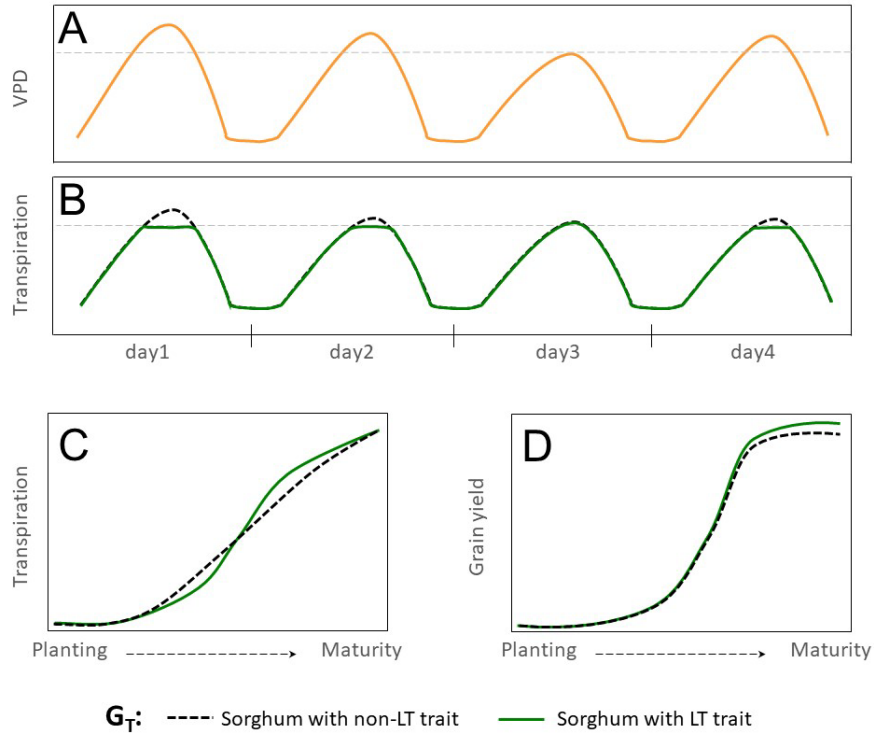 A
VPD
B
Transpiration
day1 day2 day3 day4
C
Transpiration
Planting Maturity
D
Grain yield
Planting Maturity
G_T: Sorghum with non-LT trait Sorghum with LT trait